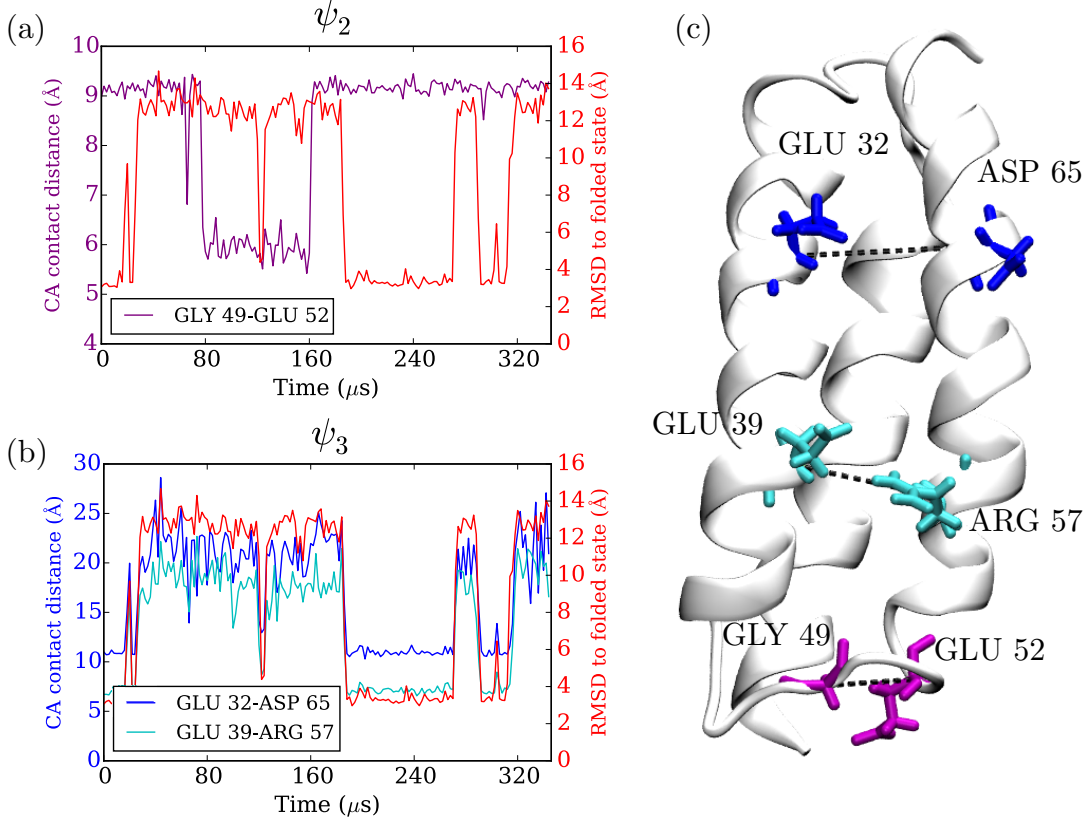 (a)
ψ₂
CA contact distance (Å)
10
9
8
7
6
5
4
RMSD to folded state (Å)
16
14
12
10
8
6
4
2
0
GLY 49-GLU 52
0 80 160 240 320
Time (μs)
(b)
ψ₃
CA contact distance (Å)
30
25
20
15
10
5
0
RMSD to folded state (Å)
16
14
12
10
8
6
4
2
0
GLU 32-ASP 65
GLU 39-ARG 57
0 80 160 240 320
Time (μs)
(c)
GLU 32
ASP 65
GLU 39
ARG 57
GLY 49
GLU 52